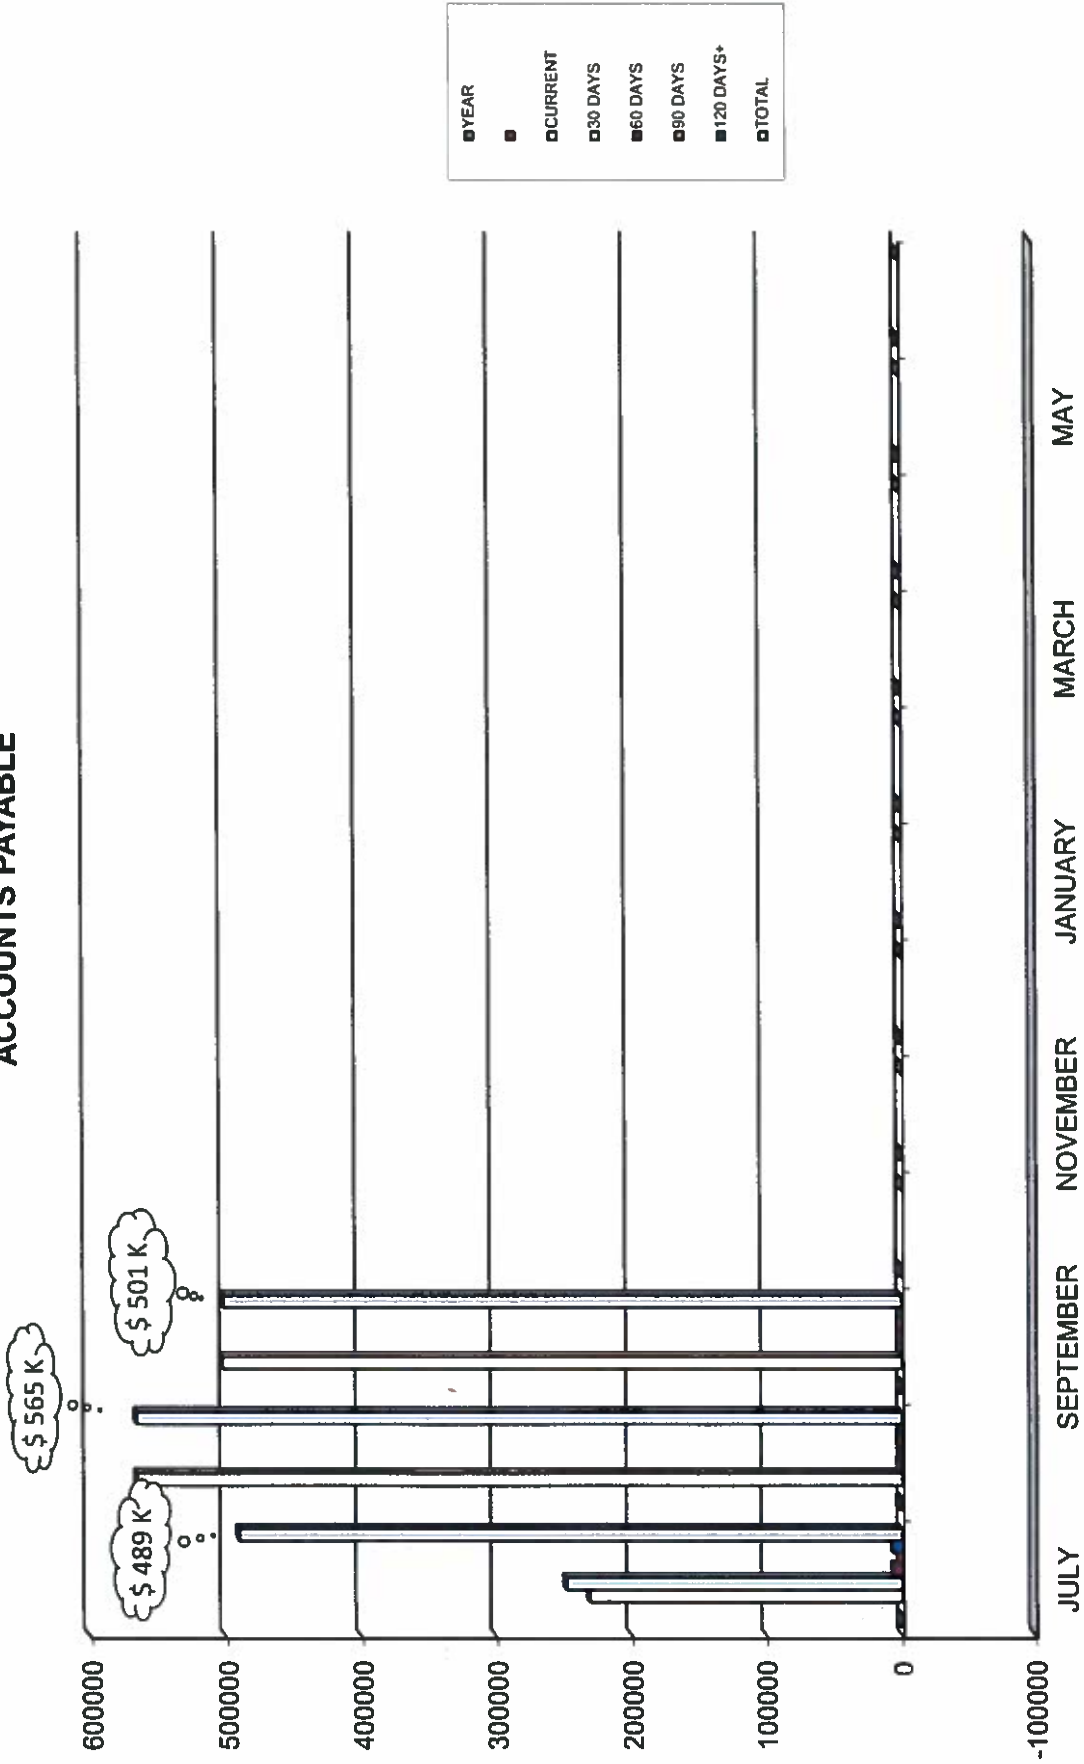 ACCOUNTS PAYABLE
$ 489 K
$ 565 K
$ 501 K
600000
500000
400000
300000
200000
100000
0
-100000
JULY
SEPTEMBER
NOVEMBER
JANUARY
MARCH
MAY
YEAR
CURRENT
30 DAYS
60 DAYS
90 DAYS
120 DAYS+
TOTAL